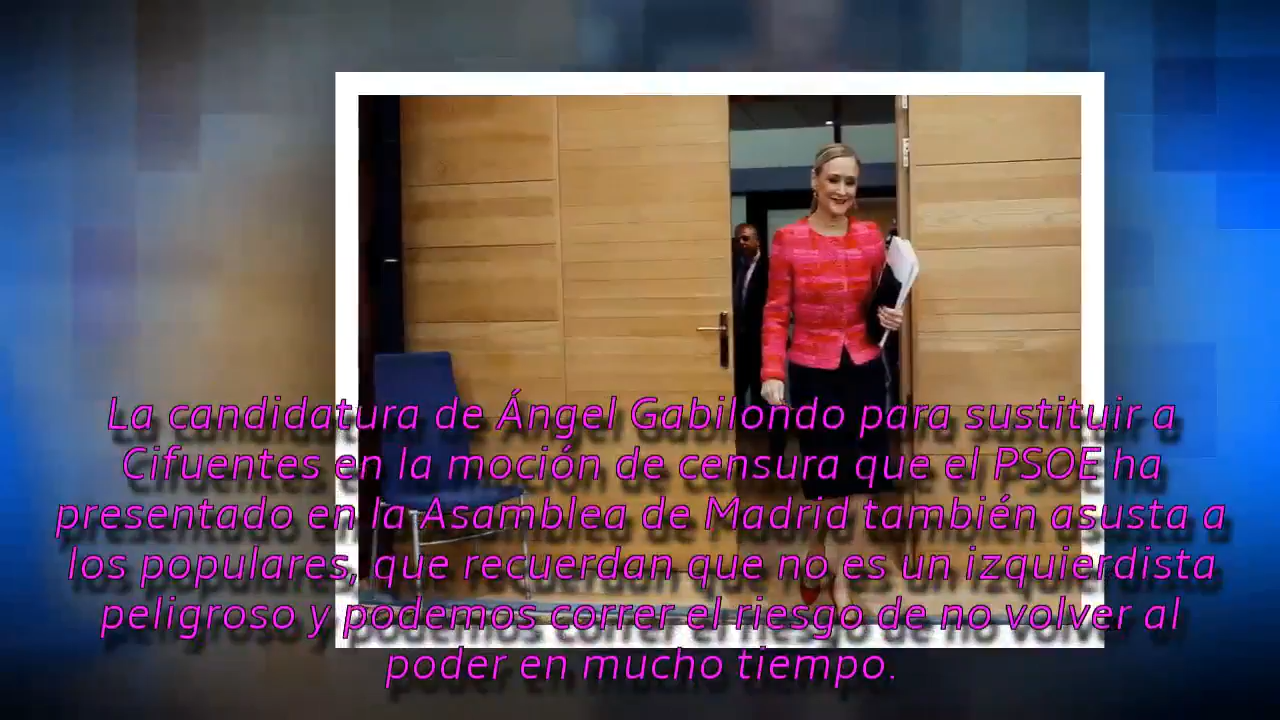 La candidatura de Ángel Gabilondo para sustituir a
Cifuentes en la moción de censura que el PSOE ha
presentado en la Asamblea de Madrid también asusta a
los populares, que recuerdan que no es un izquierdista
peligroso y podemos correr el riesgo de no volver al
poder en mucho tiempo.